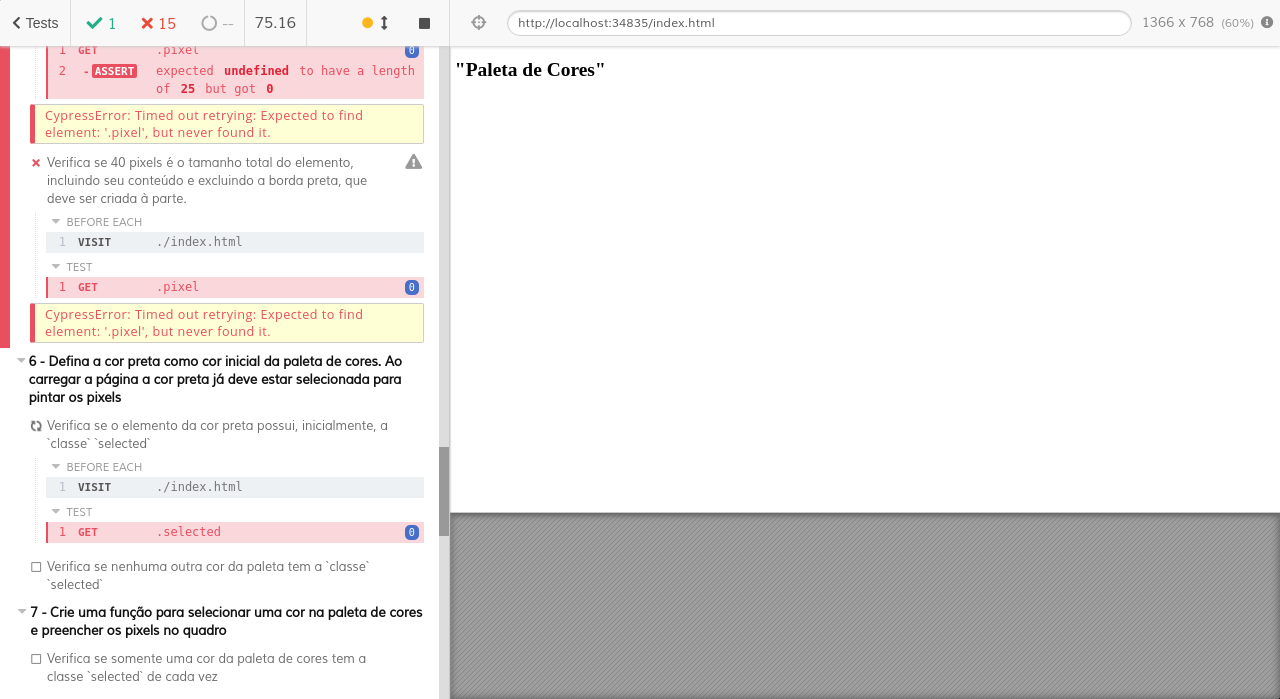 Tests
1
15
--
75.16
http://localhost:34835/index.html
1366 x 768 (60%)
1 GET .pixel 0
2 -ASSERT expected undefined to have a length
of 25 but got 0
CypressError: Timed out retrying: Expected to find
element: '.pixel', but never found it.
Verifica se 40 pixels é o tamanho total do elemento,
incluindo seu conteúdo e excluindo a borda preta, que
deve ser criada à parte.
BEFORE EACH
1 VISIT ./index.html
TEST
1 GET .pixel 0
CypressError: Timed out retrying: Expected to find
element: '.pixel', but never found it.
6 - Defina a cor preta como cor inicial da paleta de cores. Ao
carregar a página a cor preta já deve estar selecionada para
pintar os pixels
Verifica se o elemento da cor preta possui, inicialmente, a
`classe` `selected`
BEFORE EACH
1 VISIT ./index.html
TEST
1 GET .selected 0
Verifica se nenhuma outra cor da paleta tem a `classe`
`selected`
7 - Crie uma função para selecionar uma cor na paleta de cores
e preencher os pixels no quadro
Verifica se somente uma cor da paleta de cores tem a
classe `selected` de cada vez
"Paleta de Cores"